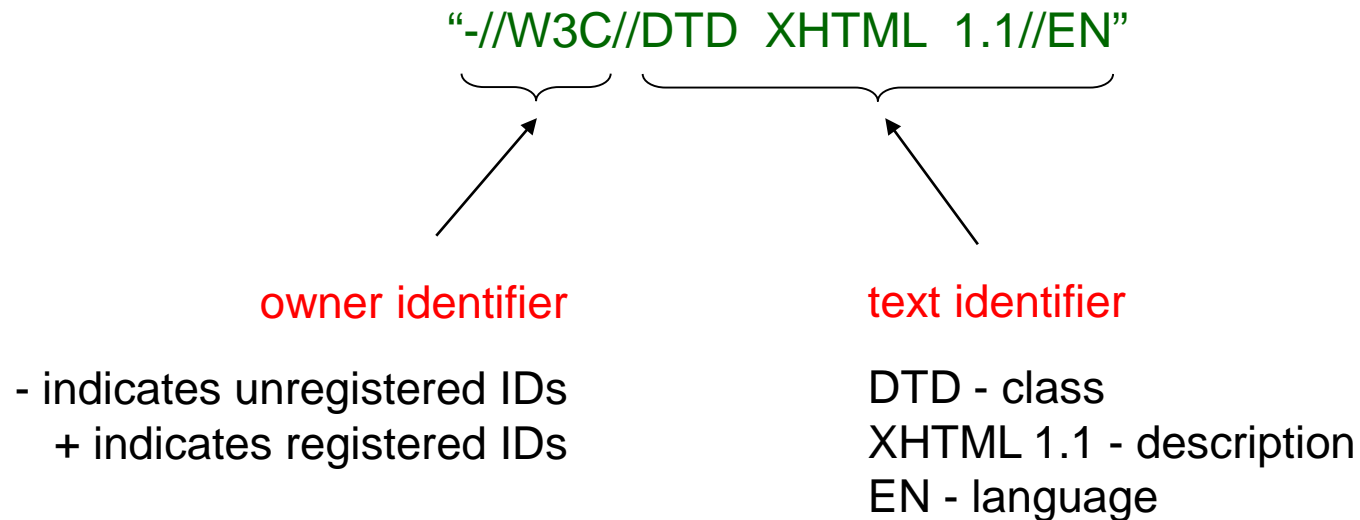 “-//W3C//DTD XHTML 1.1//EN”
owner identifier
- indicates unregistered IDs
+ indicates registered IDs
text identifier
DTD - class
XHTML 1.1 - description
EN - language